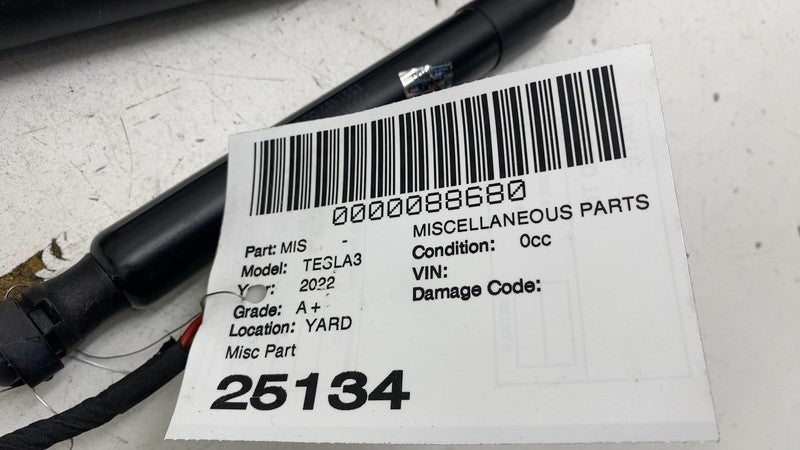 0000088680
MISCELLANEOUS PARTS
Part: MIS -
Condition: 0cc
Model: TESLA3
VIN:
Year: 2022
Damage Code:
Grade: A+
Location: YARD
Misc Part
25134